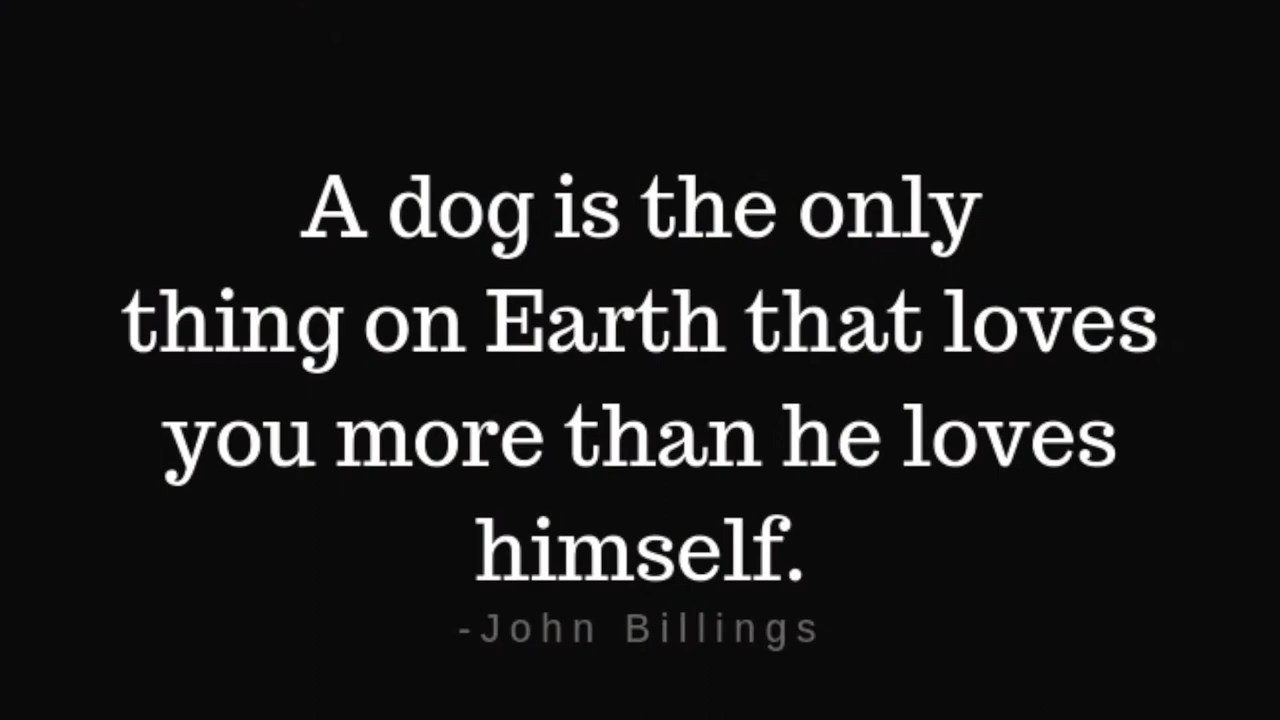 A dog is the only
thing on Earth that loves
you more than he loves
himself.
-John Billings